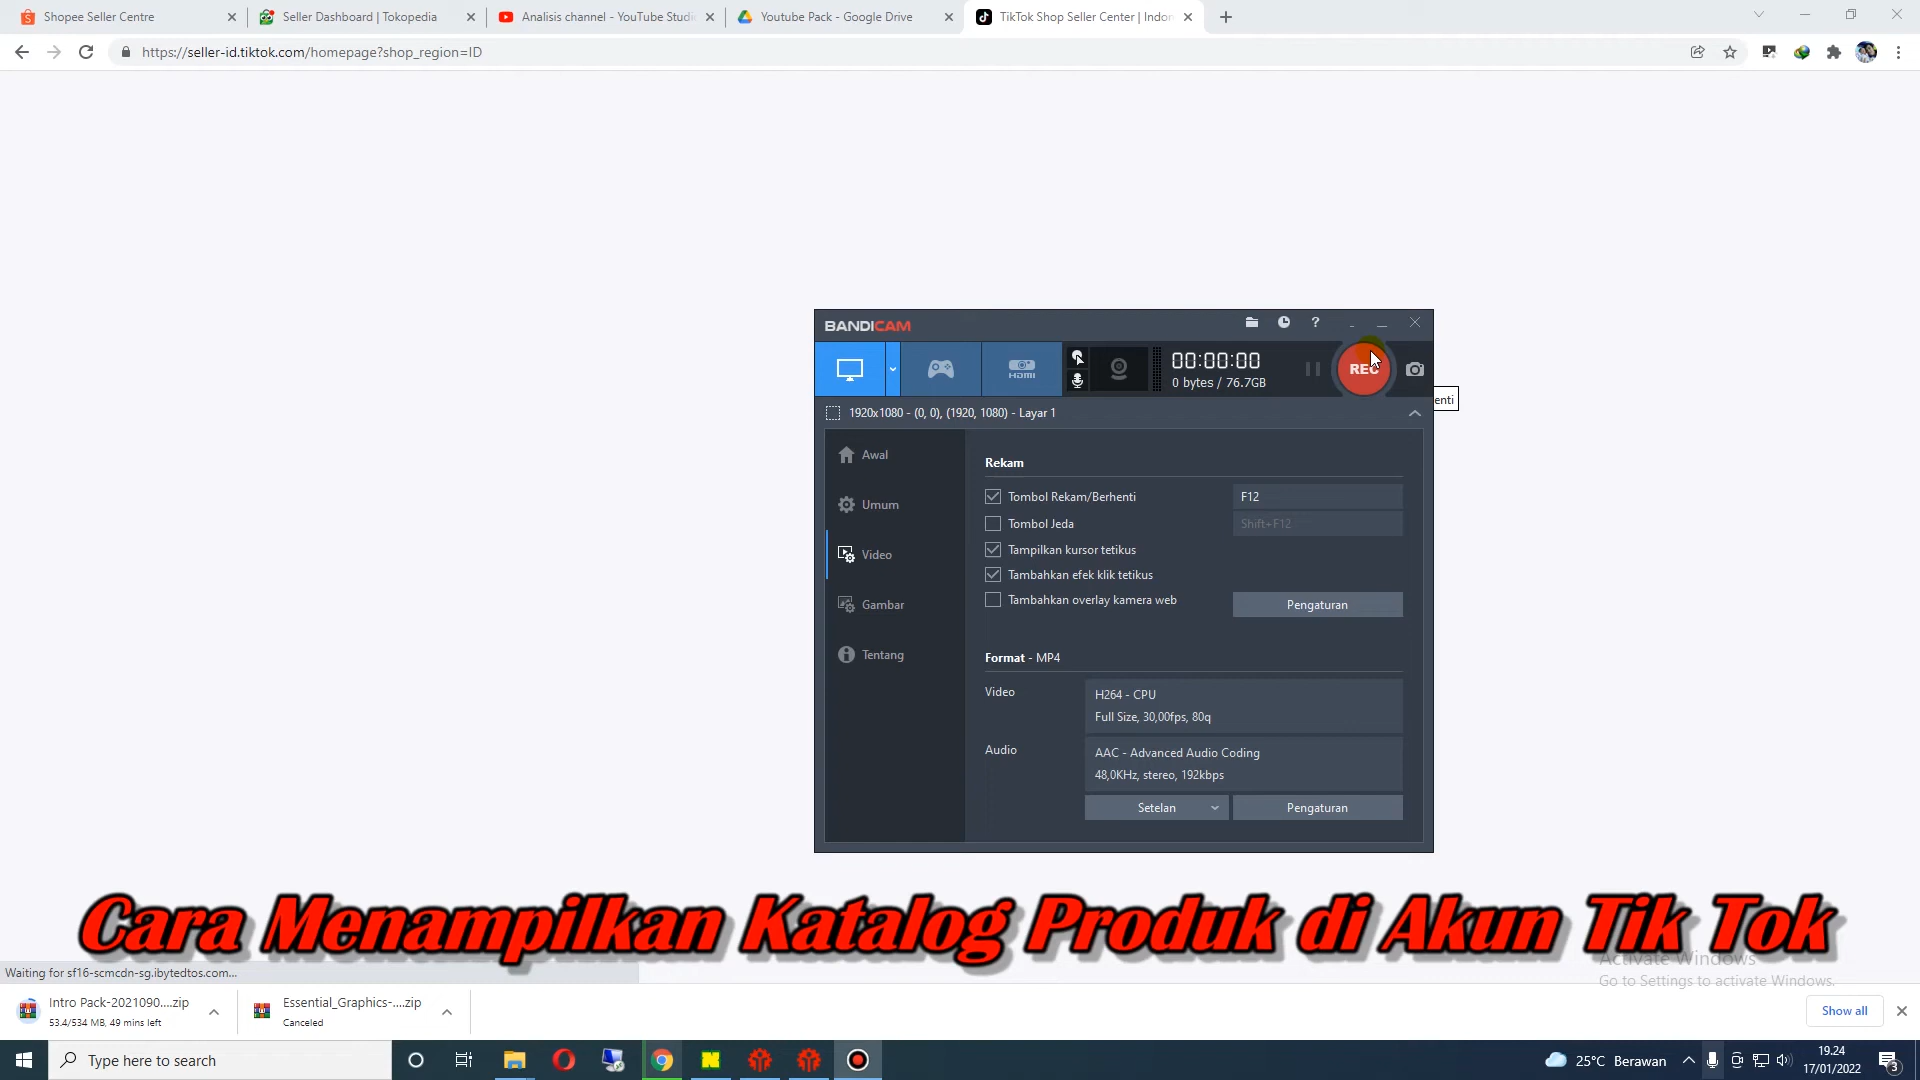 Shopee Seller Centre
Seller Dashboard | Tokopedia
Analisis channel - YouTube Studi
Youtube Pack - Google Drive
TikTok Shop Seller Center | Indon
https://seller-id.tiktok.com/homepage?shop_region=ID
BANDICAM
?
HDMI
00:00:00
0 bytes / 76.7GB
REC
enti
1920x1080 - (0, 0), (1920, 1080) - Layar 1
Awal
Umum
Video
Gambar
Tentang
Rekam
Tombol Rekam/Berhenti
F12
Tombol Jeda
Shift+F12
Tampilkan kursor tetikus
Tambahkan efek klik tetikus
Tambahkan overlay kamera web
Pengaturan
Format - MP4
Video
H264 - CPU
Full Size, 30,00fps, 80q
Audio
AAC - Advanced Audio Coding
48,0KHz, stereo, 192kbps
Setelan
Pengaturan
Cara Menampilkan Katalog Produk di Akun Tik Tok
Activate Windows
Go to Settings to activate Windows.
Waiting for sf16-scmcdn-sg.ibytedtos.com...
Intro Pack-2021090....zip
53.4/534 MB, 49 mins left
Essential_Graphics-....zip
Canceled
Show all
Type here to search
25°C Berawan
19.24
17/01/2022
3